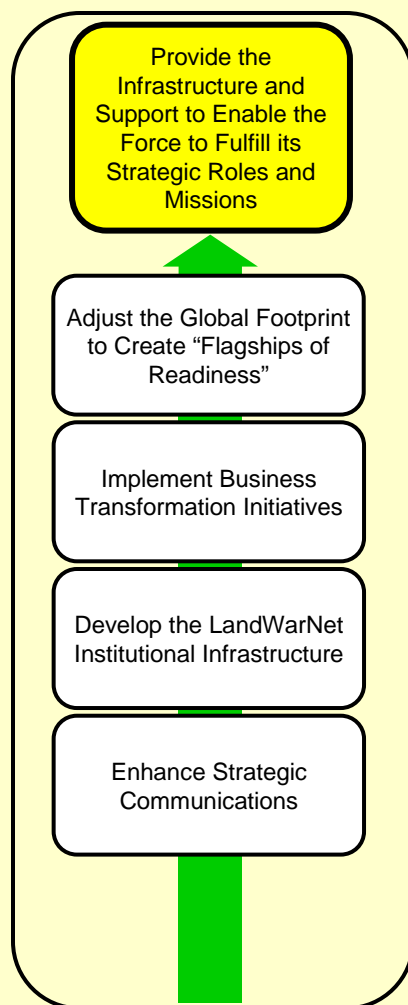 Provide the
Infrastructure and
Support to Enable the
Force to Fulfill its
Strategic Roles and
Missions
Adjust the Global Footprint
to Create “Flagships of
Readiness”
Implement Business
Transformation Initiatives
Develop the LandWarNet
Institutional Infrastructure
Enhance Strategic
Communications